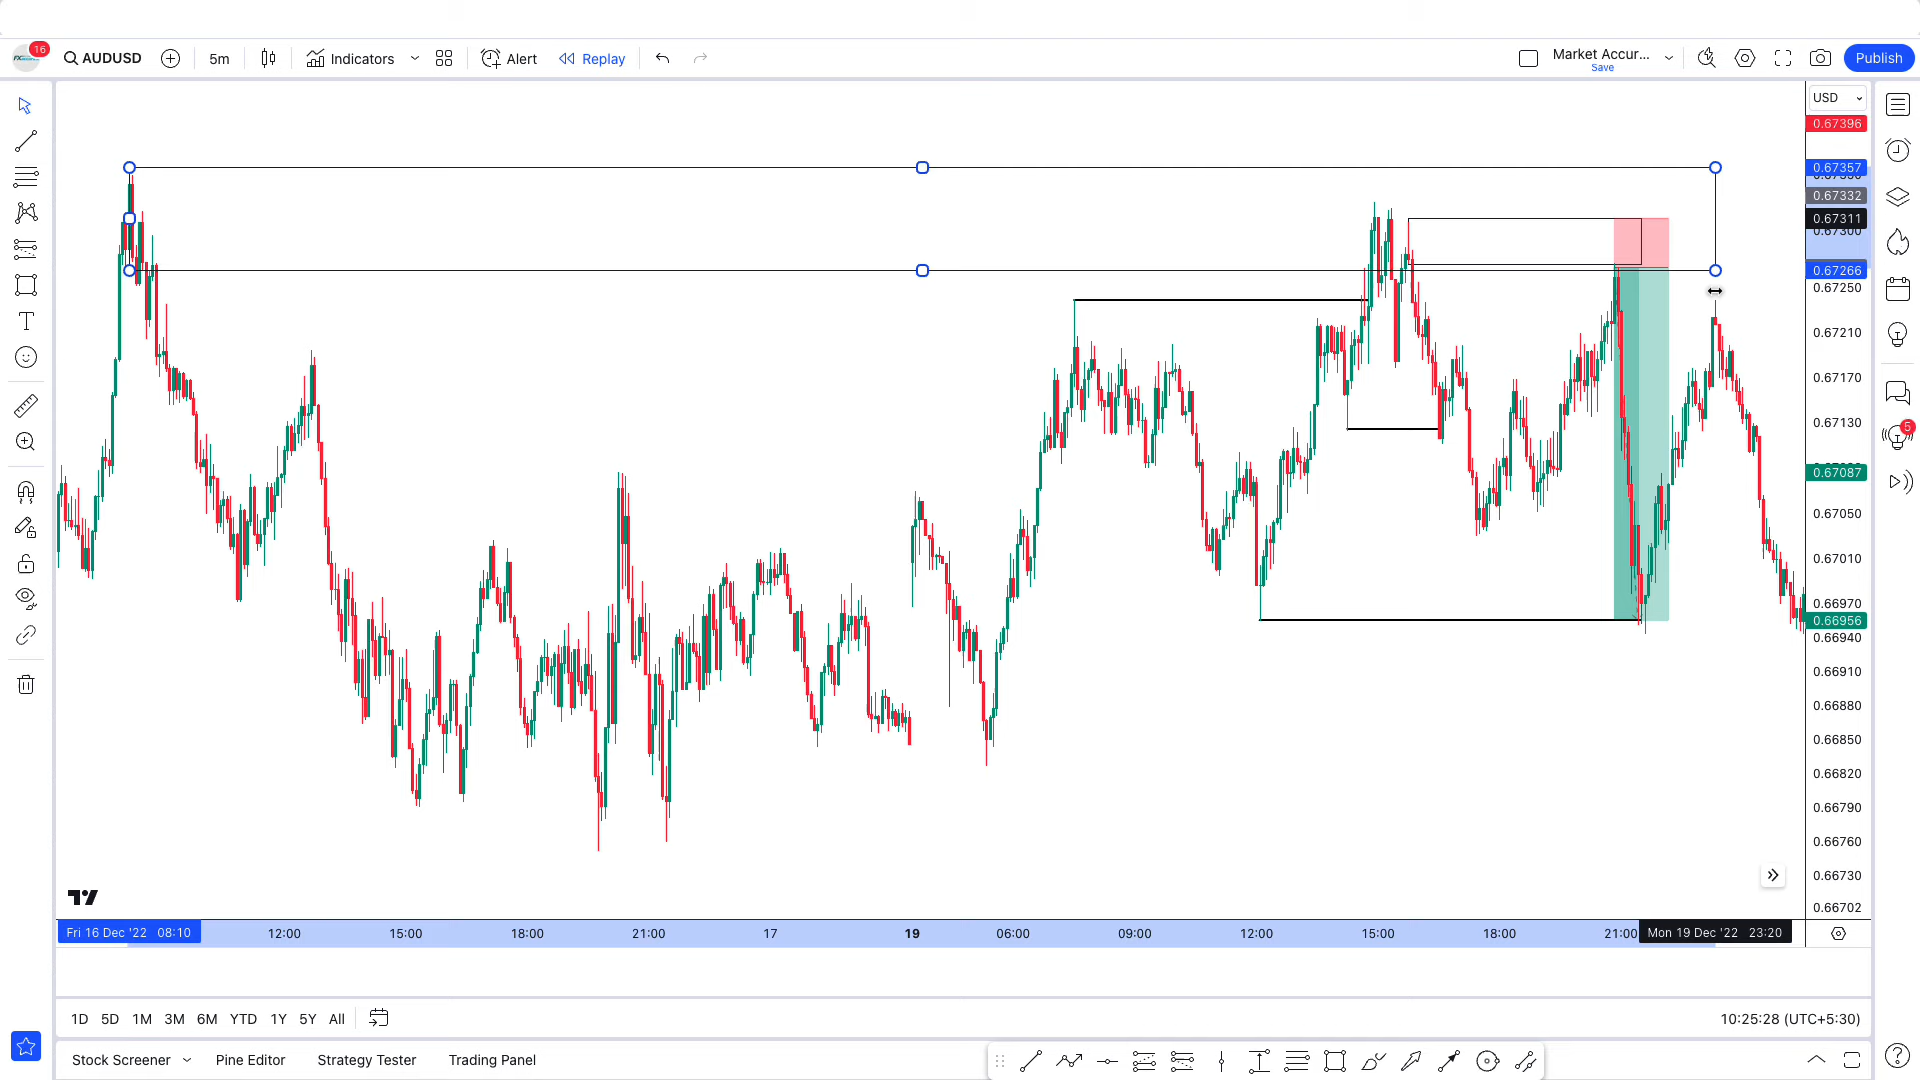 16
AUDUSD
5m
Indicators
Alert
Replay
Market Accur...
Save
Publish
USD
0.67396
0.67357
0.67332
0.67311
0.67300
0.67266
0.67250
0.67210
0.67170
0.67130
0.67087
0.67050
0.67010
0.66970
0.66956
0.66940
0.66910
0.66880
0.66850
0.66820
0.66790
0.66760
0.66730
0.66702
5
Fri 16 Dec '22 08:10 12:00 15:00 18:00 21:00 17 19 06:00 09:00 12:00 15:00 18:00 21:00 Mon 19 Dec '22 23:20
1D 5D 1M 3M 6M YTD 1Y 5Y All 10:25:28 (UTC+5:30)
Stock Screener Pine Editor Strategy Tester Trading Panel